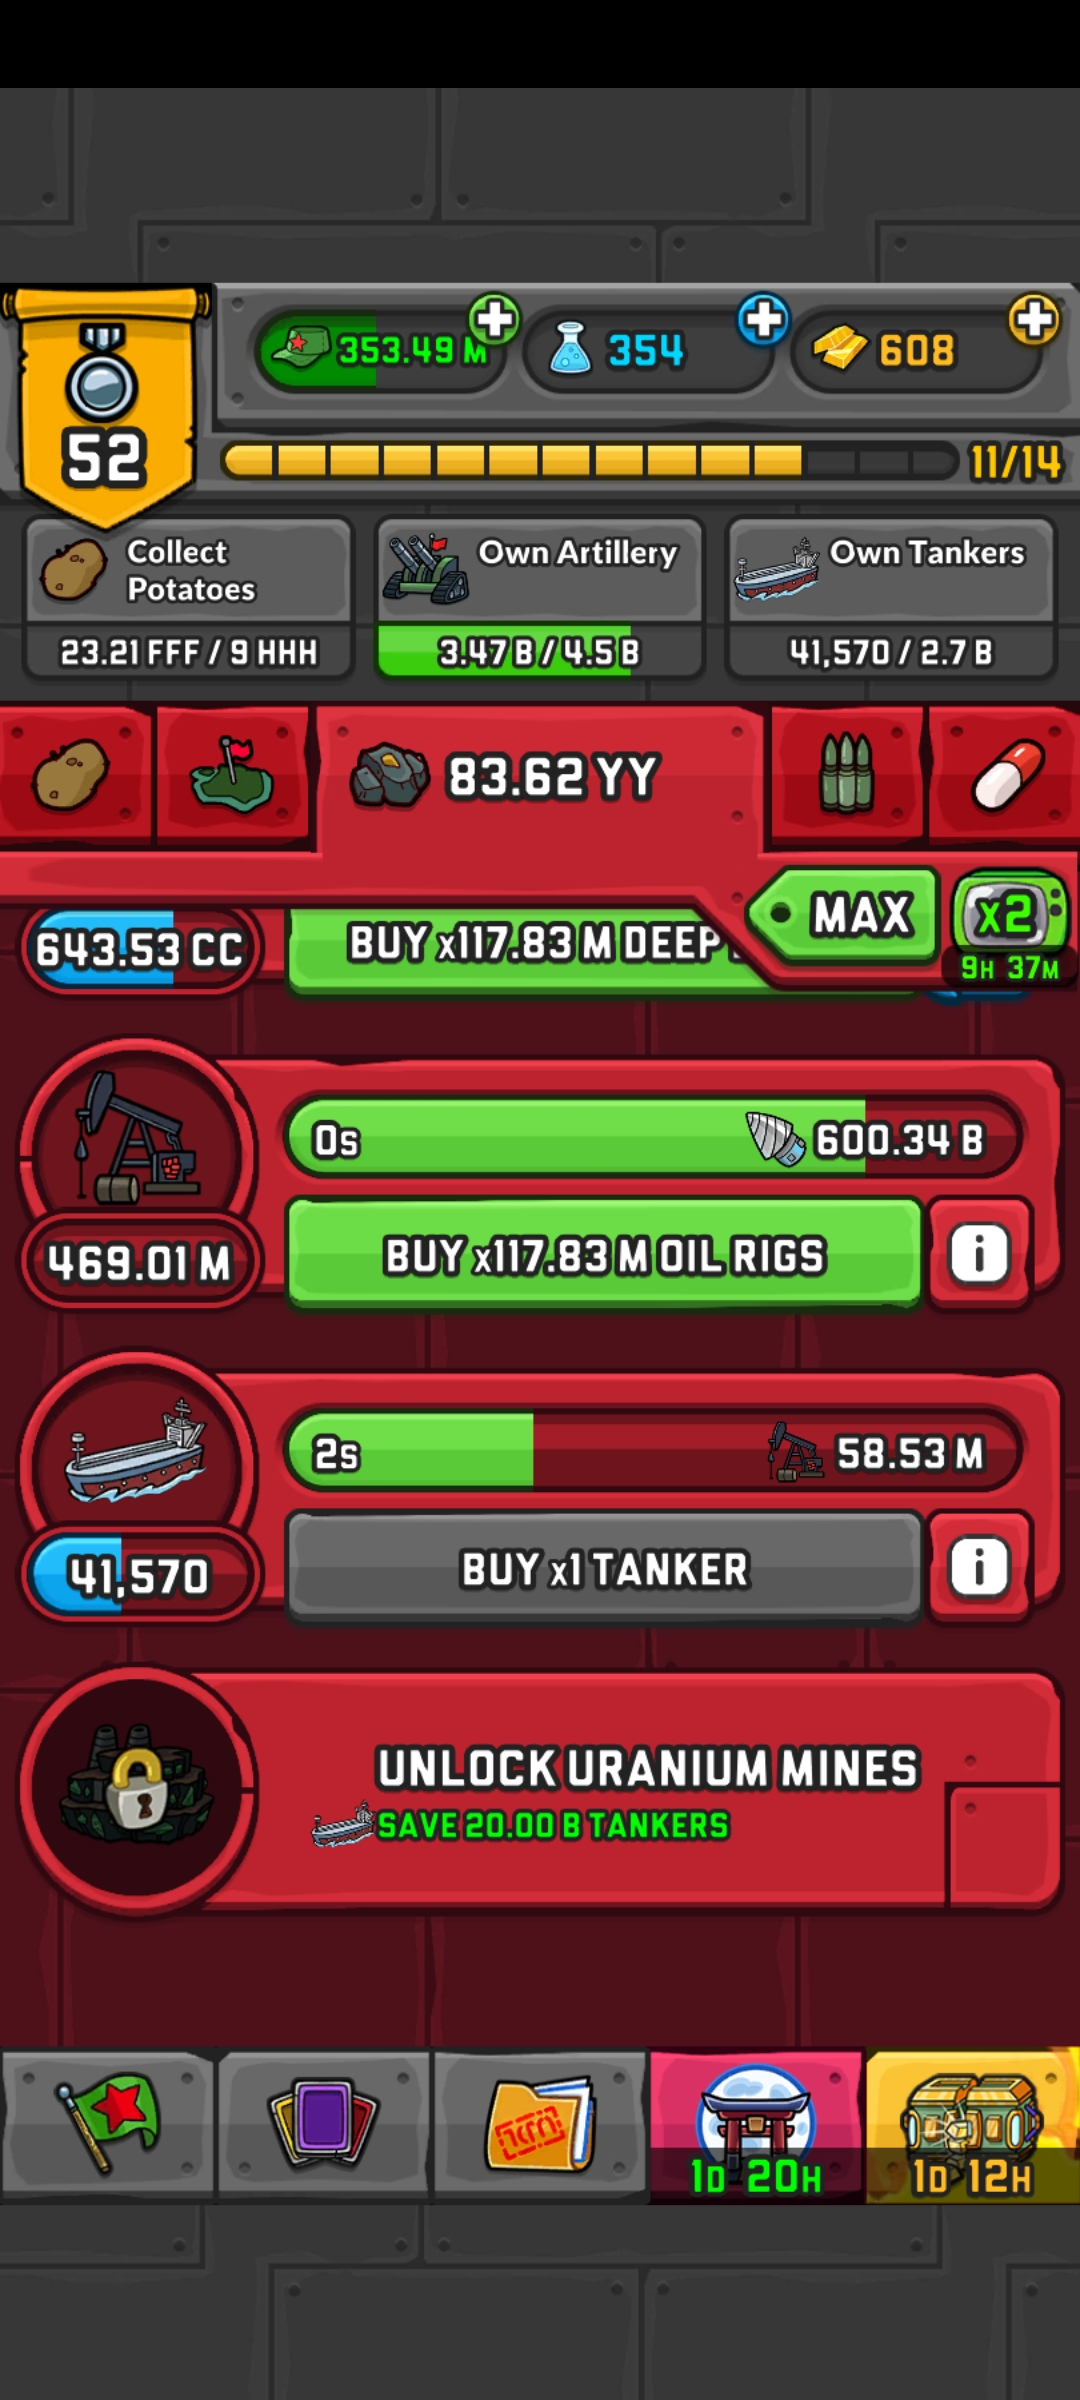 353.49 M
354
608
52
11/14
Collect
Potatoes
Own Artillery
Own Tankers
23.21 FFF / 9 HHH
3.47 B / 4.5 B
41,570 / 2.7 B
83.62 YY
MAX
x2
9H 37M
643.53 CC
BUY x117.83 M DEEP
0s
600.34 B
469.01 M
BUY x117.83 M OIL RIGS
i
2s
58.53 M
41,570
BUY x1 TANKER
i
UNLOCK URANIUM MINES
SAVE 20.00 B TANKERS
1D 20H
1D 12H